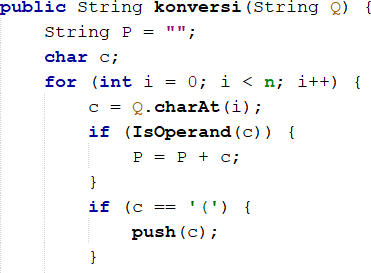 public String konversi(String Q) {
    String P = "";
    char c;
    for (int i = 0; i < n; i++) {
        c = Q.charAt(i);
        if (IsOperand(c)) {
            P = P + c;
        }
        if (c == '(') {
            push(c);
        }